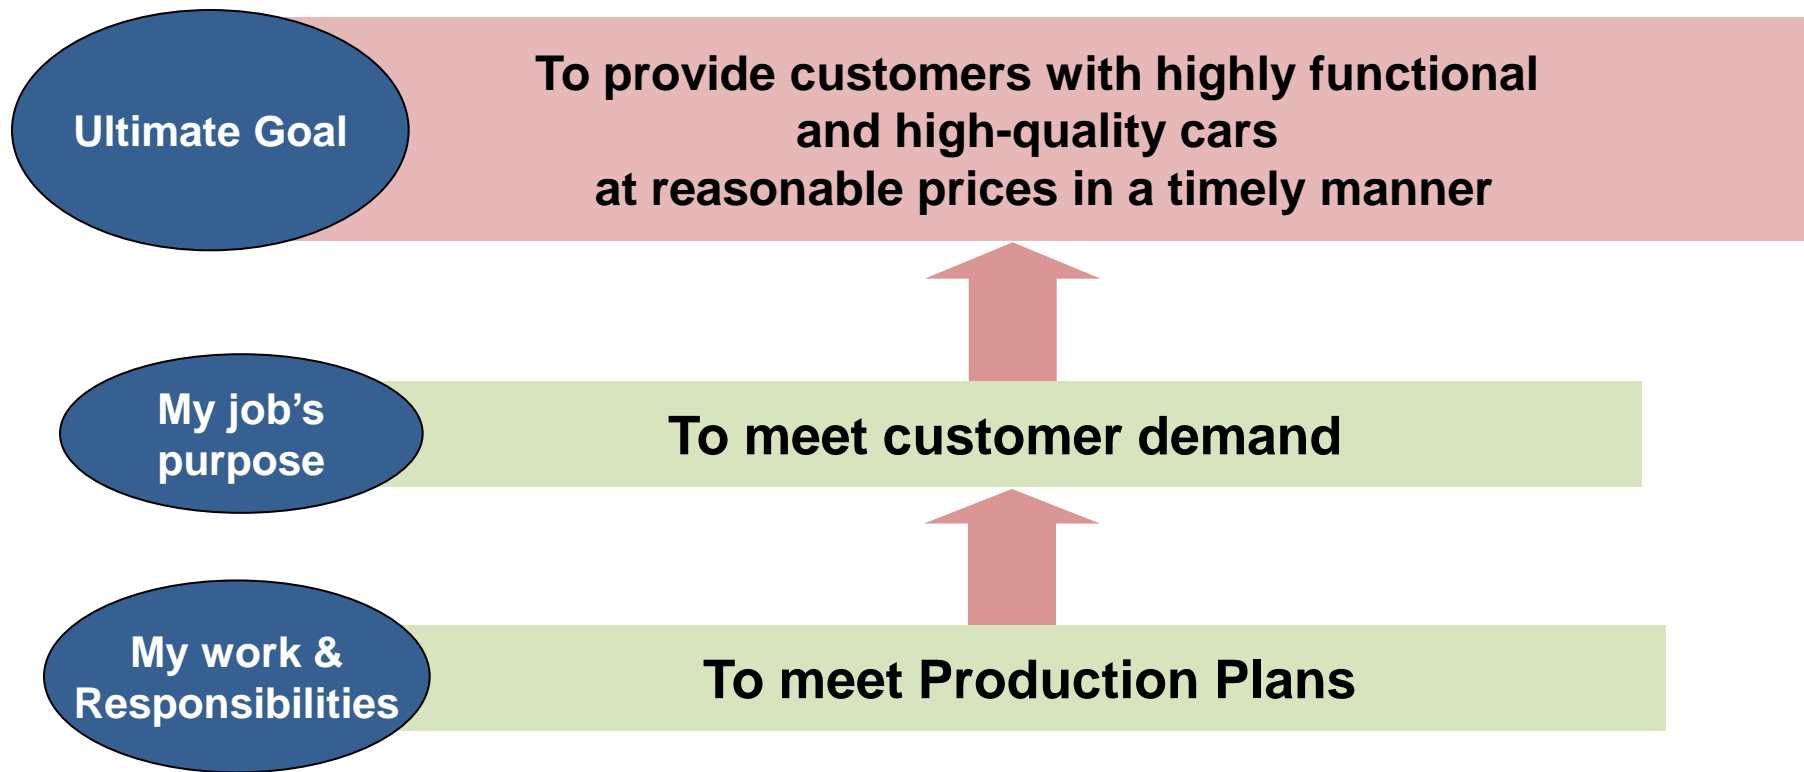 Ultimate Goal
To provide customers with highly functional
and high-quality cars
at reasonable prices in a timely manner
My job’s
purpose
To meet customer demand
My work &
Responsibilities
To meet Production Plans